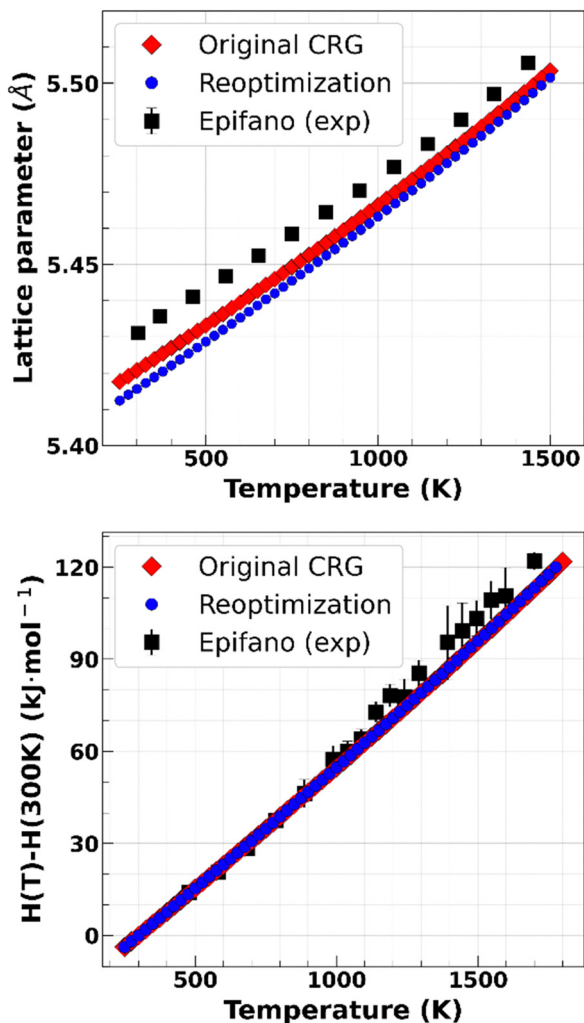 Lattice parameter (Å)
5.50
5.45
5.40
Original CRG
Reoptimization
Epifano (exp)
500
1000
1500
Temperature (K)
H(T)-H(300K) (kJ·mol⁻¹)
120
90
60
30
0
Original CRG
Reoptimization
Epifano (exp)
500
1000
1500
Temperature (K)